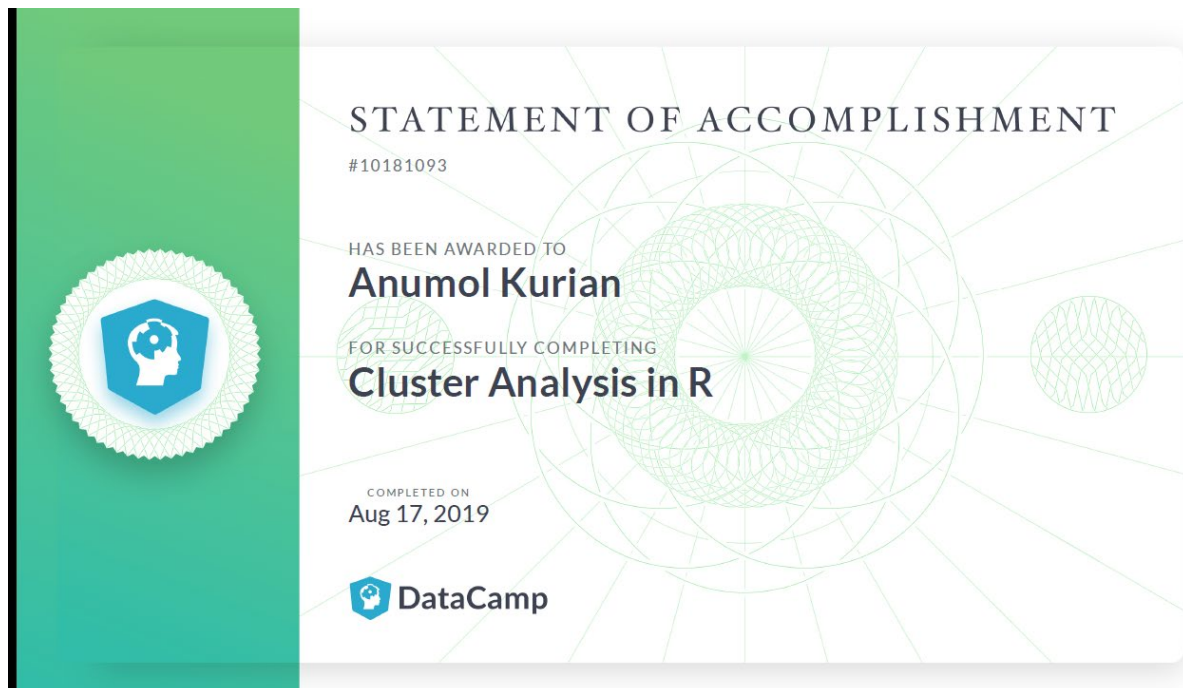 STATEMENT OF ACCOMPLISHMENT
#10181093
HAS BEEN AWARDED TO
Anumol Kurian
FOR SUCCESSFULLY COMPLETING
Cluster Analysis in R
COMPLETED ON
Aug 17, 2019
DataCamp